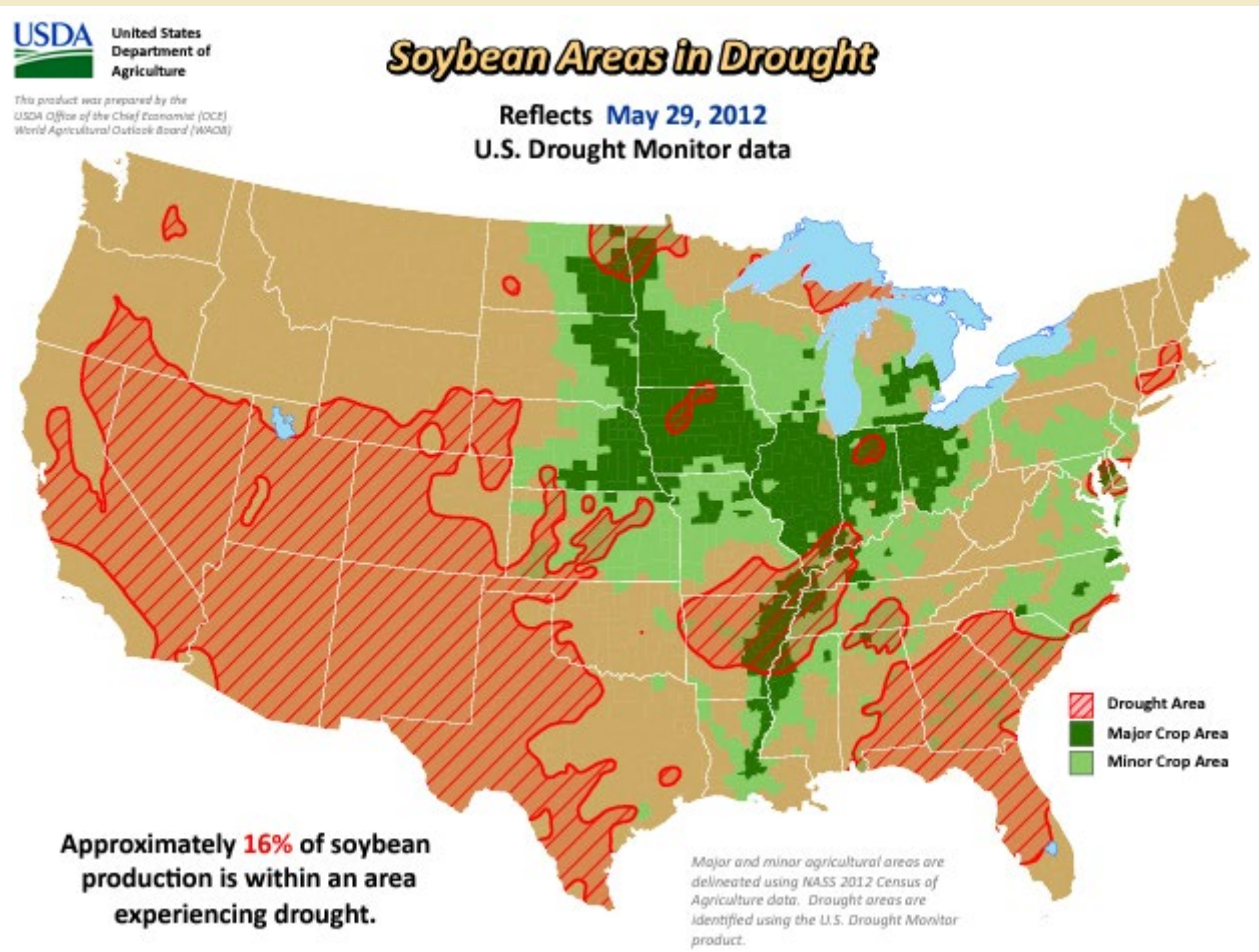 USDA
United States
Department of
Agriculture
This product was prepared by the
USDA Office of the Chief Economist (OCE)
World Agricultural Outlook Board (WAOB)
Soybean Areas in Drought
Reflects May 29, 2012
U.S. Drought Monitor data
Drought Area
Major Crop Area
Minor Crop Area
Approximately 16% of soybean
production is within an area
experiencing drought.
Major and minor agricultural areas are
delineated using NASS 2012 Census of
Agriculture data. Drought areas are
identified using the U.S. Drought Monitor
product.